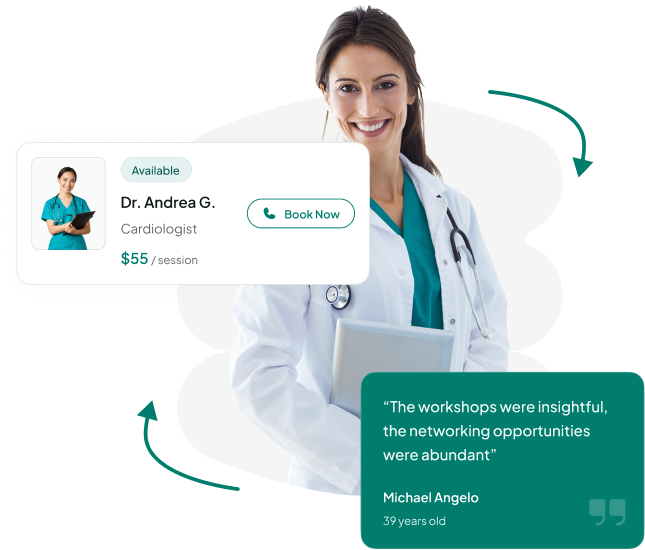 Available
Dr. Andrea G.
Cardiologist
$55 / session
Book Now
“The workshops were insightful,
the networking opportunities
were abundant”
Michael Angelo
39 years old